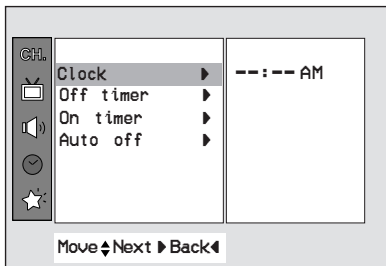 CH.
Clock --:-- AM
Off timer
On timer
Auto off
Move Next Back